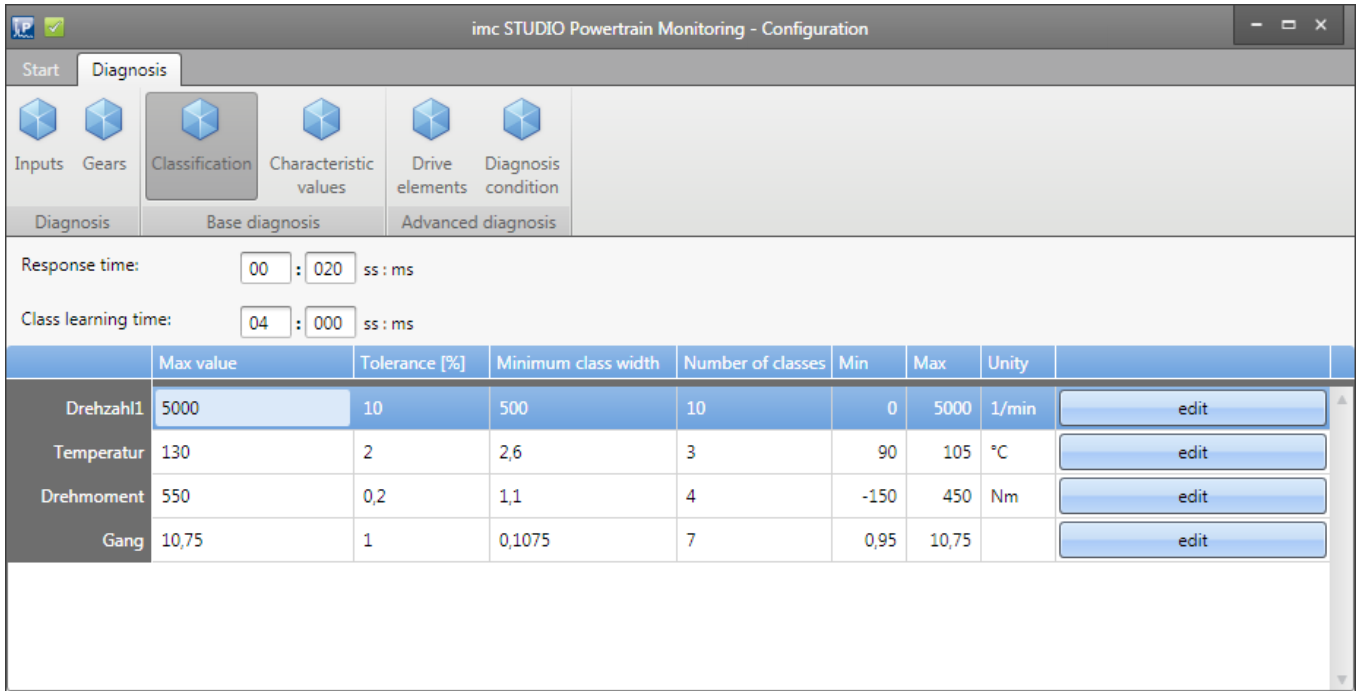 imc STUDIO Powertrain Monitoring - Configuration
Start Diagnosis
Inputs Gears Classification Characteristic values Drive elements Diagnosis condition
Diagnosis Base diagnosis Advanced diagnosis
Response time: 00 : 020 ss : ms
Class learning time: 04 : 000 ss : ms
Max value Tolerance [%] Minimum class width Number of classes Min Max Unity
Drehzahl1 5000 10 500 10 0 5000 1/min edit
Temperatur 130 2 2,6 3 90 105 °C edit
Drehmoment 550 0,2 1,1 4 -150 450 Nm edit
Gang 10,75 1 0,1075 7 0,95 10,75 edit